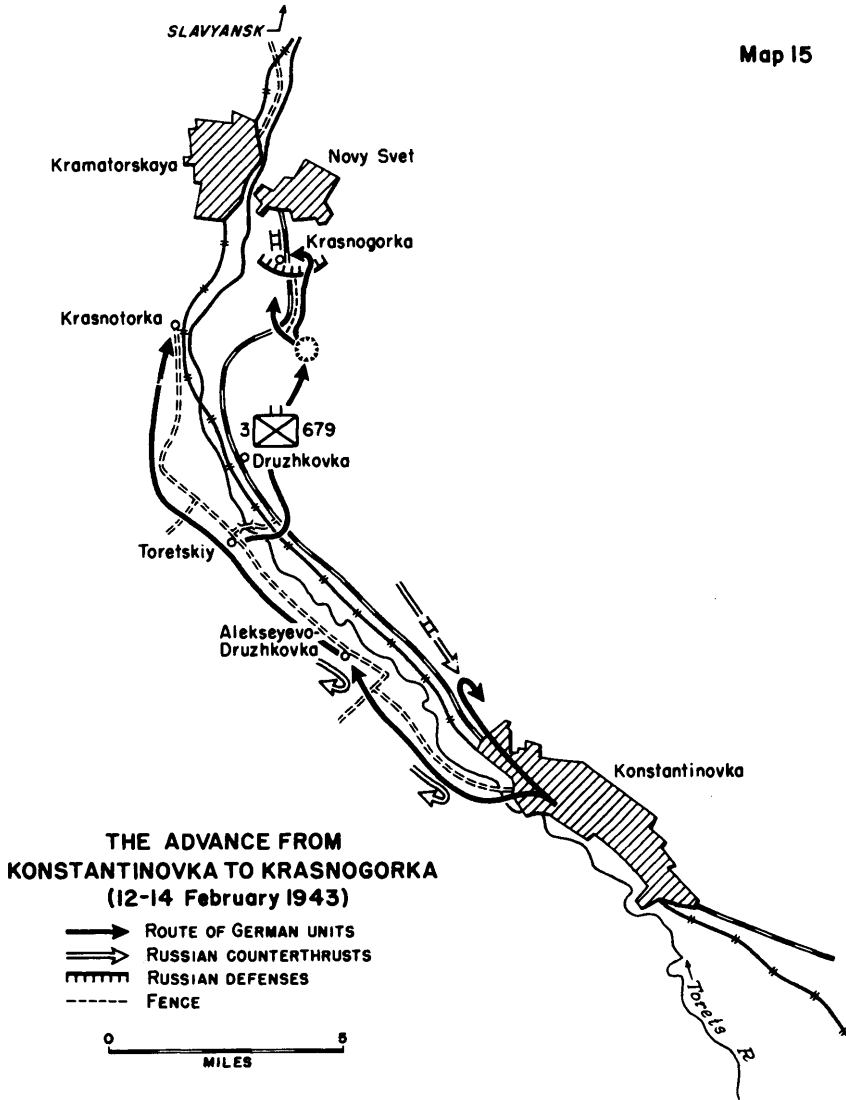 SLAVYANSK
Map 15
Kramatorskaya
Novy Svet
Krasnogorka
Krasnotorka
3 679
Druzhkovka
Toretskiy
Alekseyevo-
Druzhkovka
Konstantinovka
THE ADVANCE FROM
KONSTANTINOVKA TO KRASNOGORKA
(12-14 February 1943)
ROUTE OF GERMAN UNITS
RUSSIAN COUNTERTHRUSTS
RUSSIAN DEFENSES
FENCE
0 5
MILES
Torets R